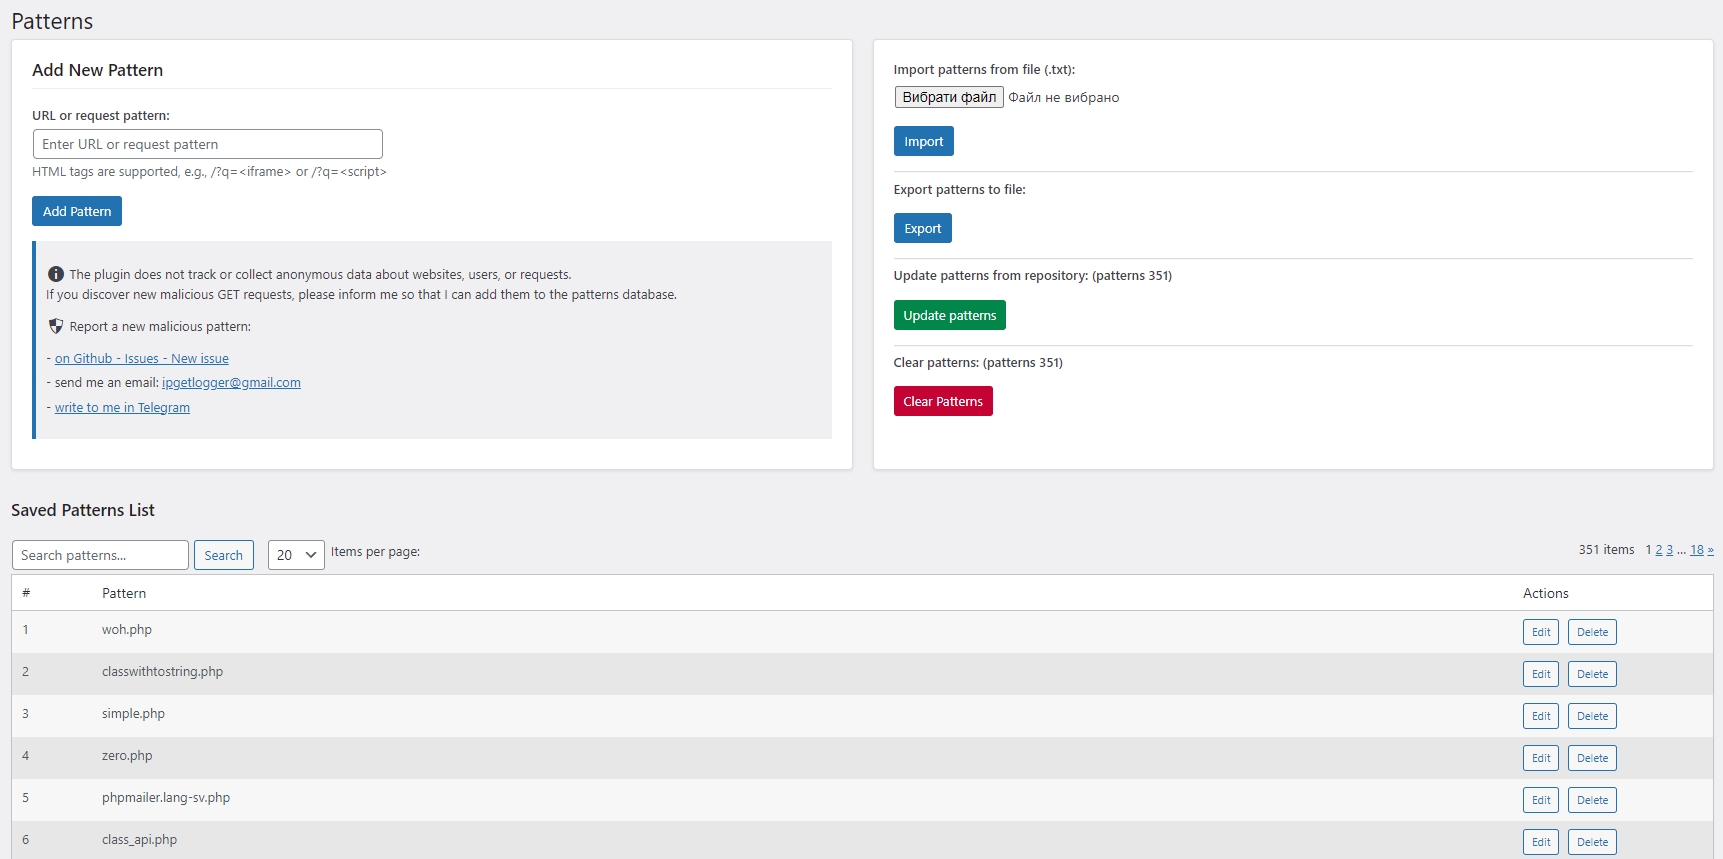 Patterns
Add New Pattern
URL or request pattern:
Enter URL or request pattern
HTML tags are supported, e.g., /?q=<iframe> or /?q=<script>
Add Pattern
The plugin does not track or collect anonymous data about websites, users, or requests.
If you discover new malicious GET requests, please inform me so that I can add them to the patterns database.
Report a new malicious pattern:
- on Github - Issues - New issue
- send me an email: ipgetlogger@gmail.com
- write to me in Telegram
Import patterns from file (.txt):
Вибрати файл Файл не вибрано
Import
Export patterns to file:
Export
Update patterns from repository: (patterns 351)
Update patterns
Clear patterns: (patterns 351)
Clear Patterns
Saved Patterns List
Search patterns... Search 20 Items per page: 351 items 1 2 3 ... 18 »
# Pattern Actions
1 woh.php Edit Delete
2 classwithtostring.php Edit Delete
3 simple.php Edit Delete
4 zero.php Edit Delete
5 phpmailer.lang-sv.php Edit Delete
6 class_api.php Edit Delete